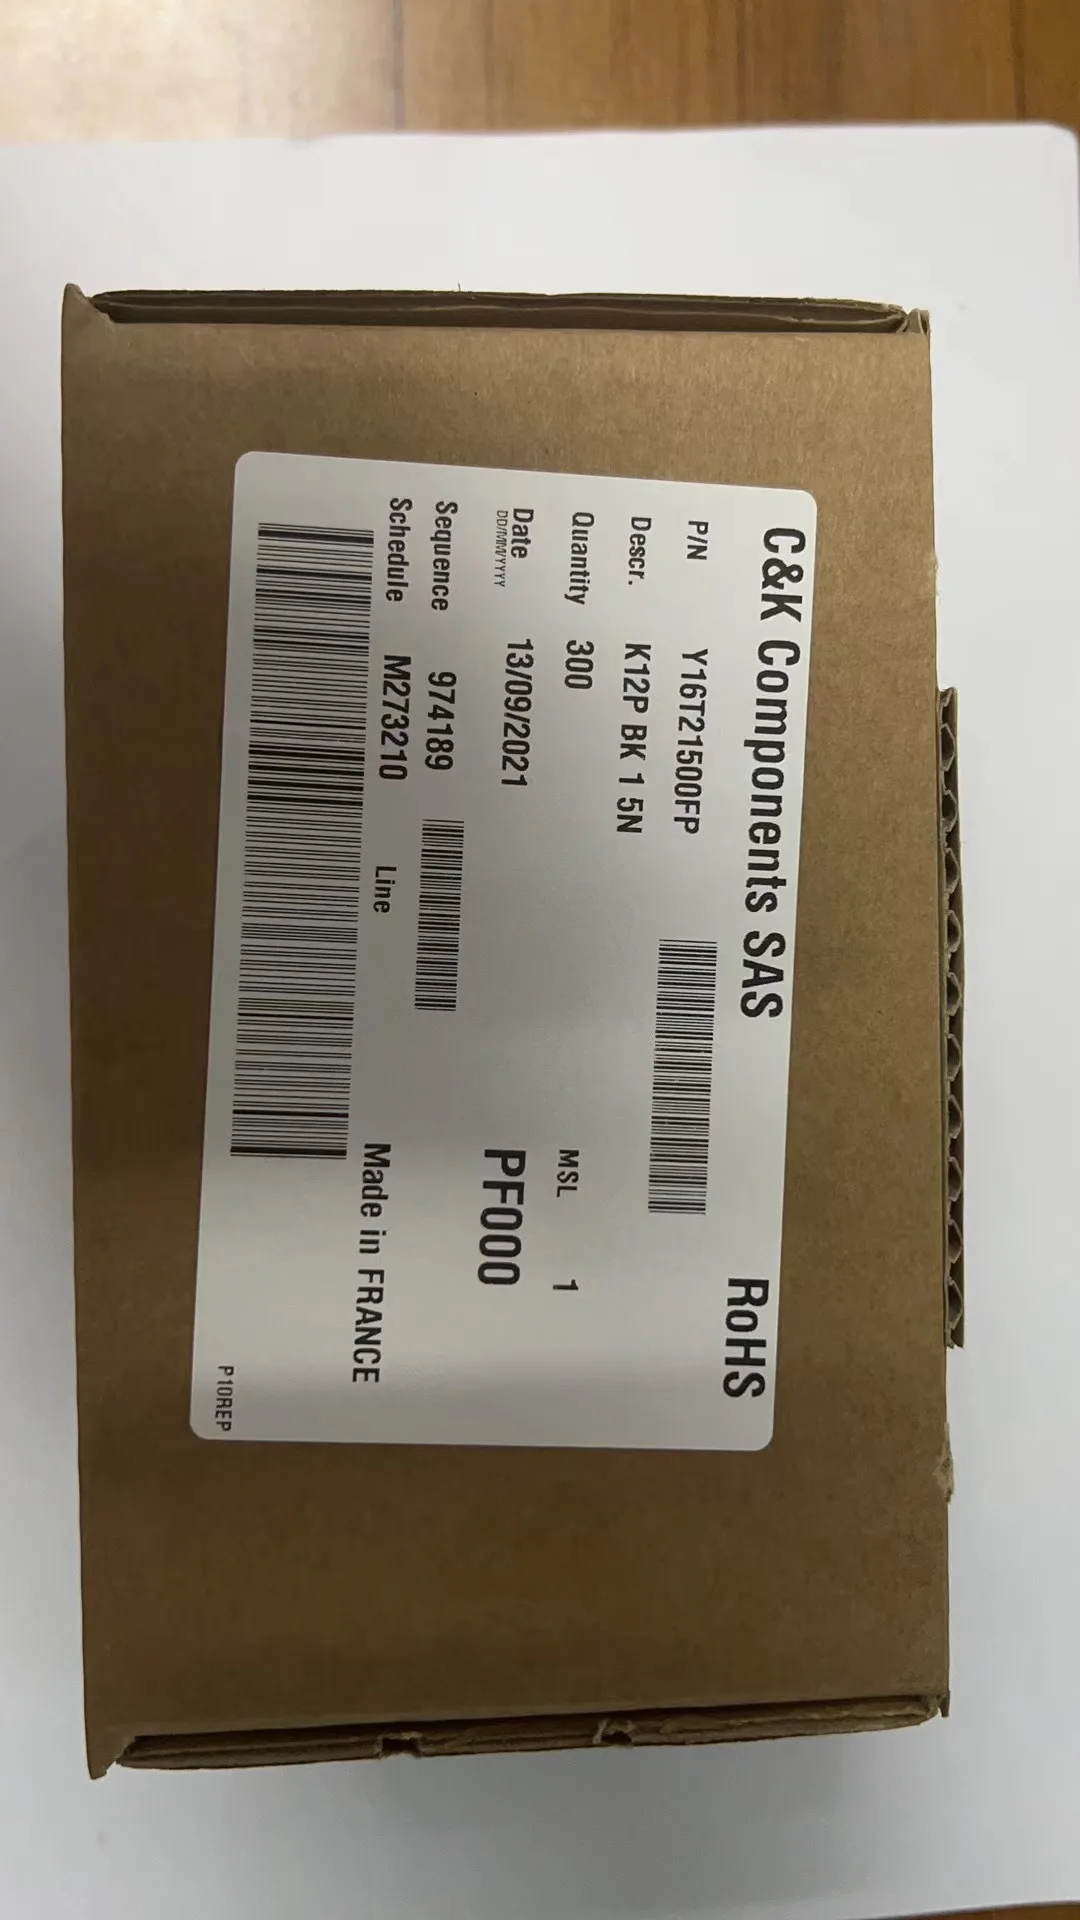 C&K Components SAS RoHS
P/N Y16T21500FP
Descr. K12P BK 1 5N
Quantity 300 MSL 1
Date 13/09/2021 PF000
DD/MM/YYYY
Sequence 974189
Schedule M273210 Line Made in FRANCE
P10REP